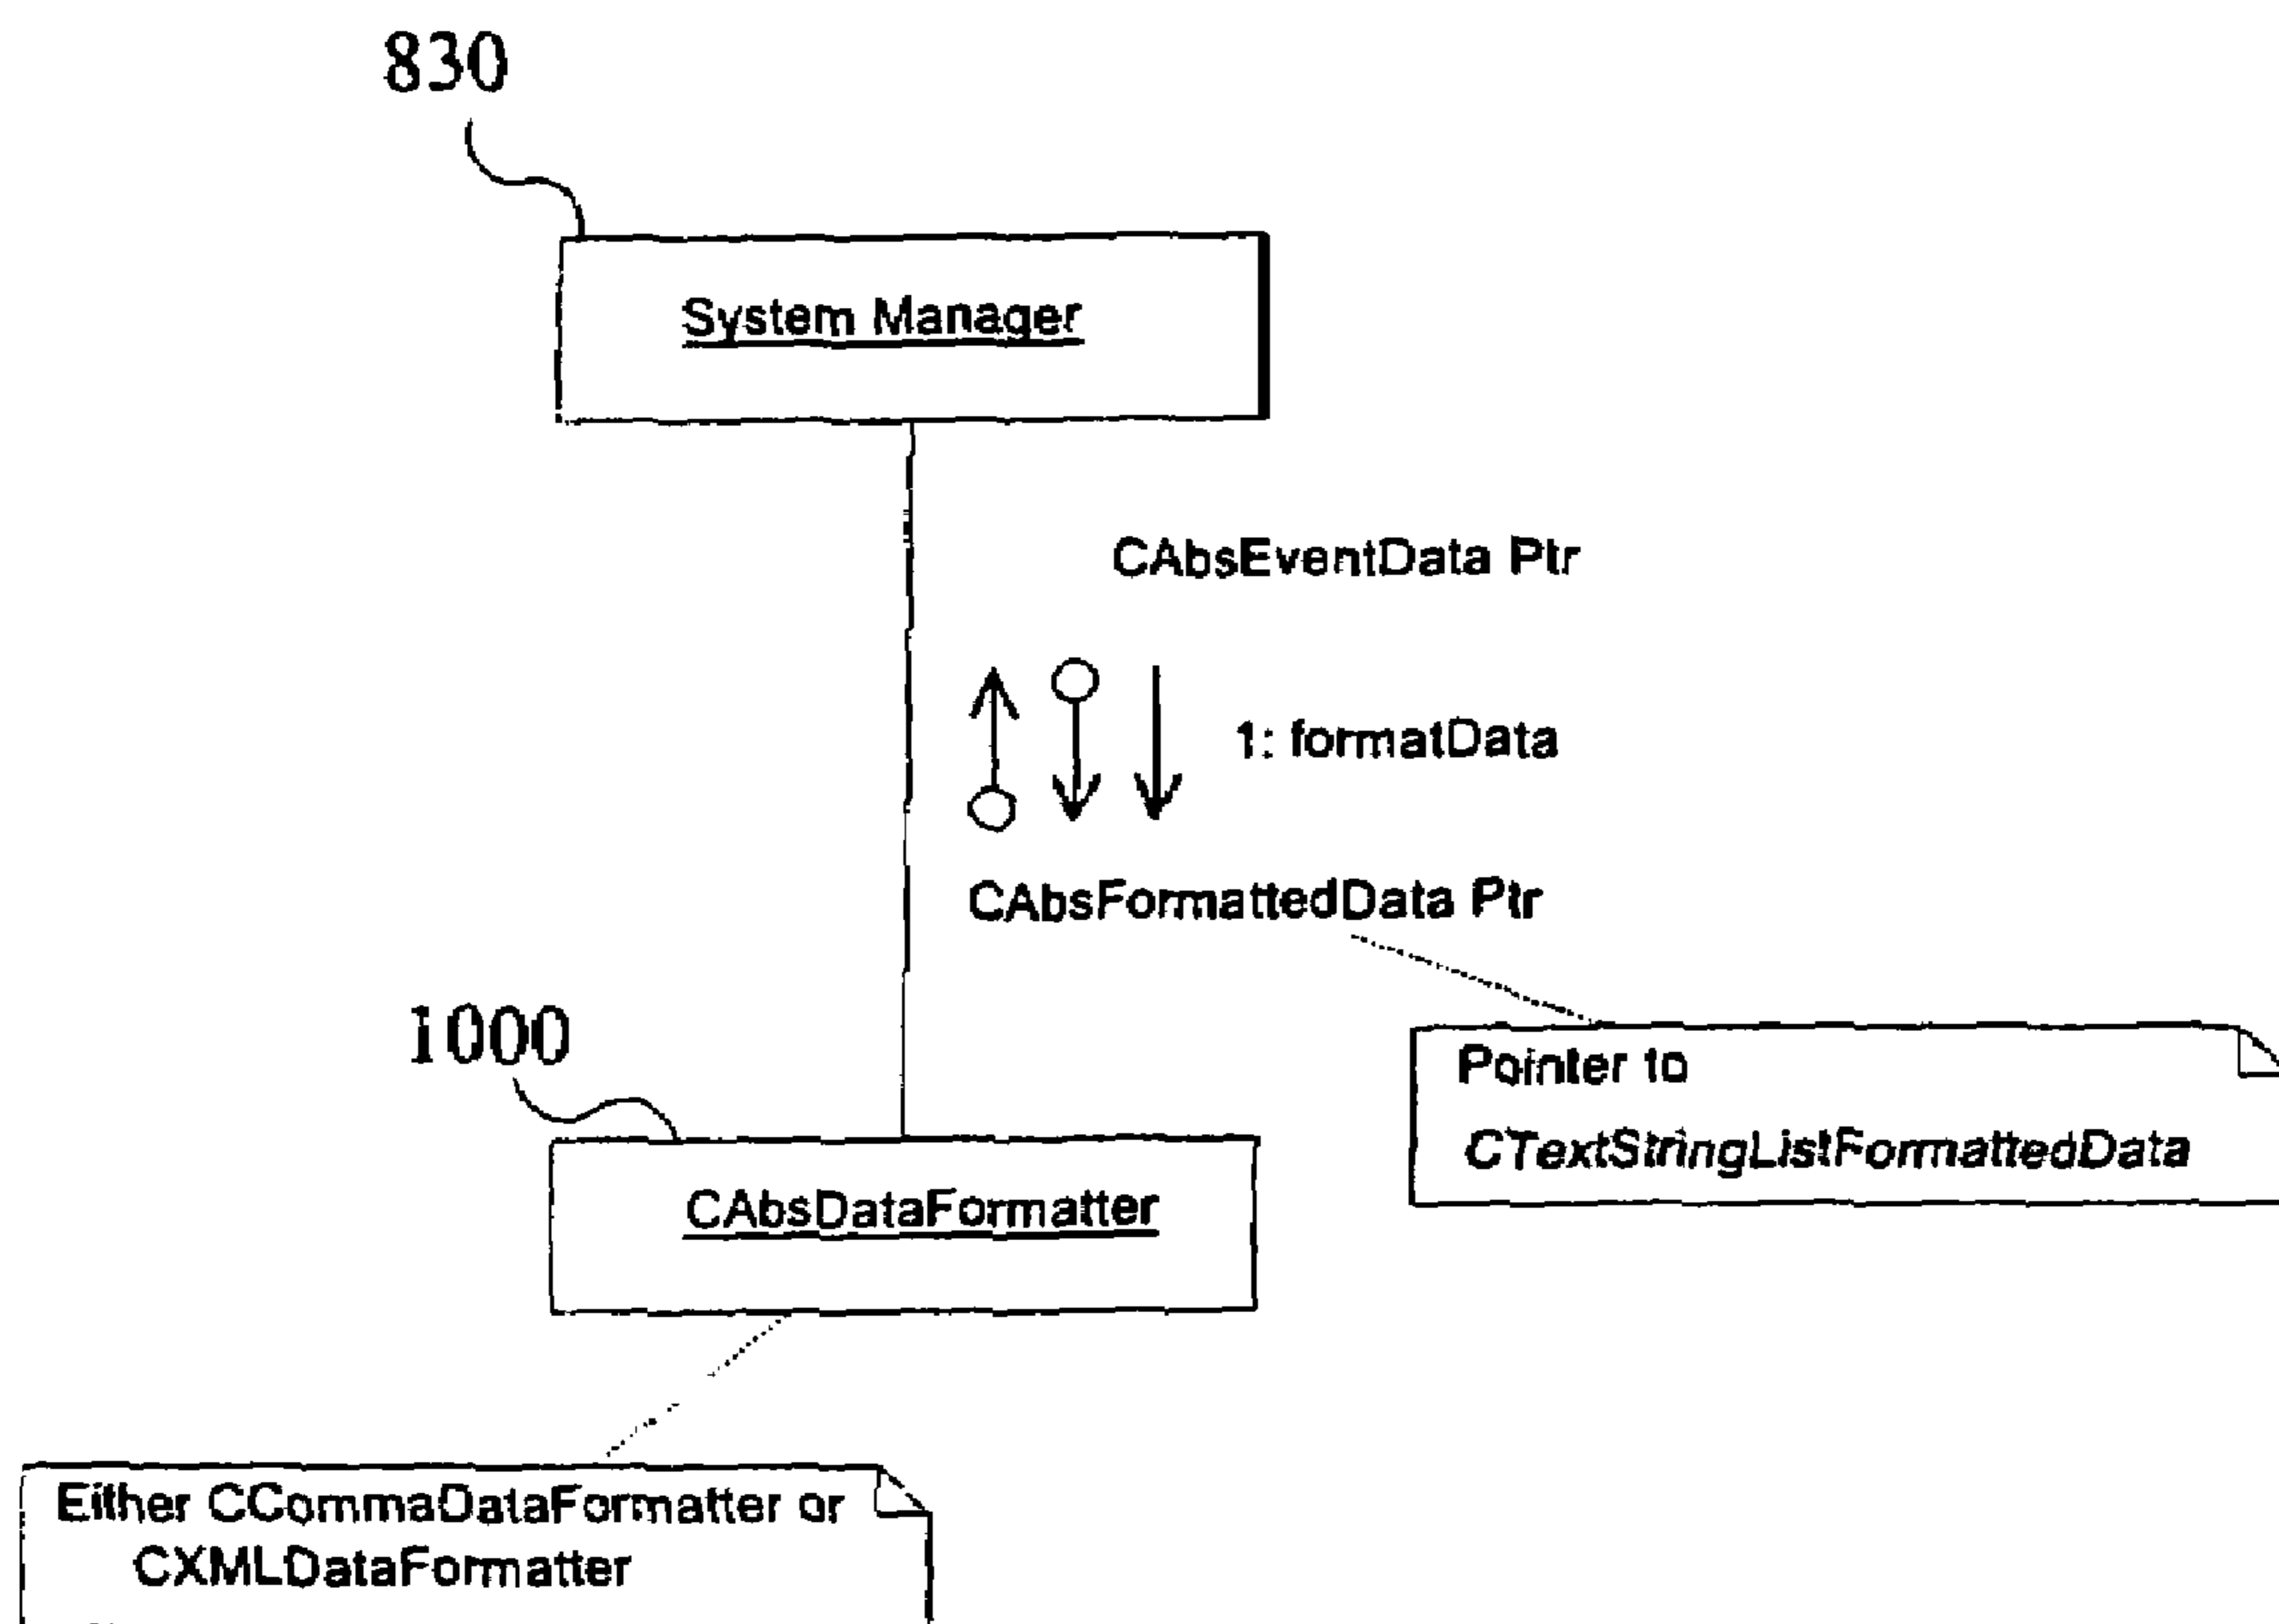 830
System Manager
CAbsEventData Ptr
1: formatData
CAbsFormattedData Ptr
1000
Pointer to
CTextStringListFormattedData
CAbsDataFormatter
Either CCommaDataFormatter or
CXMLDataFormatter